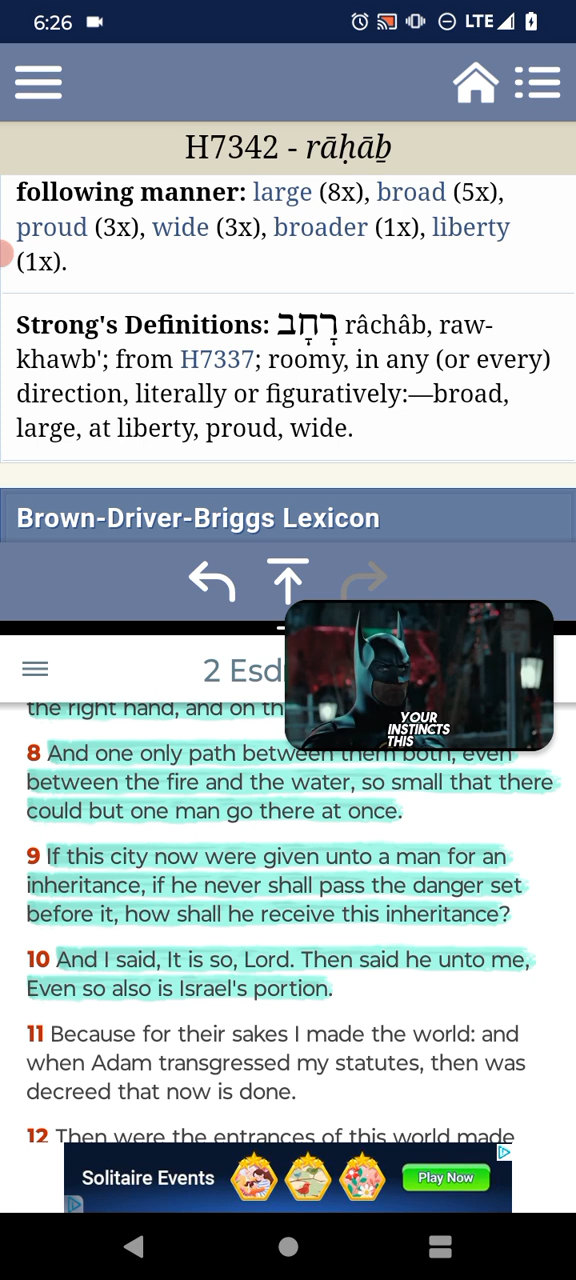 6:26
LTE
H7342 - rāḥāḇ
following manner: large (8x), broad (5x),
proud (3x), wide (3x), broader (1x), liberty
(1x).
Strong's Definitions: רָחָב râchâb, raw-
khawb'; from H7337; roomy, in any (or every)
direction, literally or figuratively:—broad,
large, at liberty, proud, wide.
Brown-Driver-Briggs Lexicon
2 Esd
YOUR
INSTINCTS
THIS
the right hand, and on th
8 And one only path between them both, even
between the fire and the water, so small that there
could but one man go there at once.
9 If this city now were given unto a man for an
inheritance, if he never shall pass the danger set
before it, how shall he receive this inheritance?
10 And I said, It is so, Lord. Then said he unto me,
Even so also is Israel's portion.
11 Because for their sakes I made the world: and
when Adam transgressed my statutes, then was
decreed that now is done.
12 Then were the entrances of this world made
Solitaire Events
Play Now